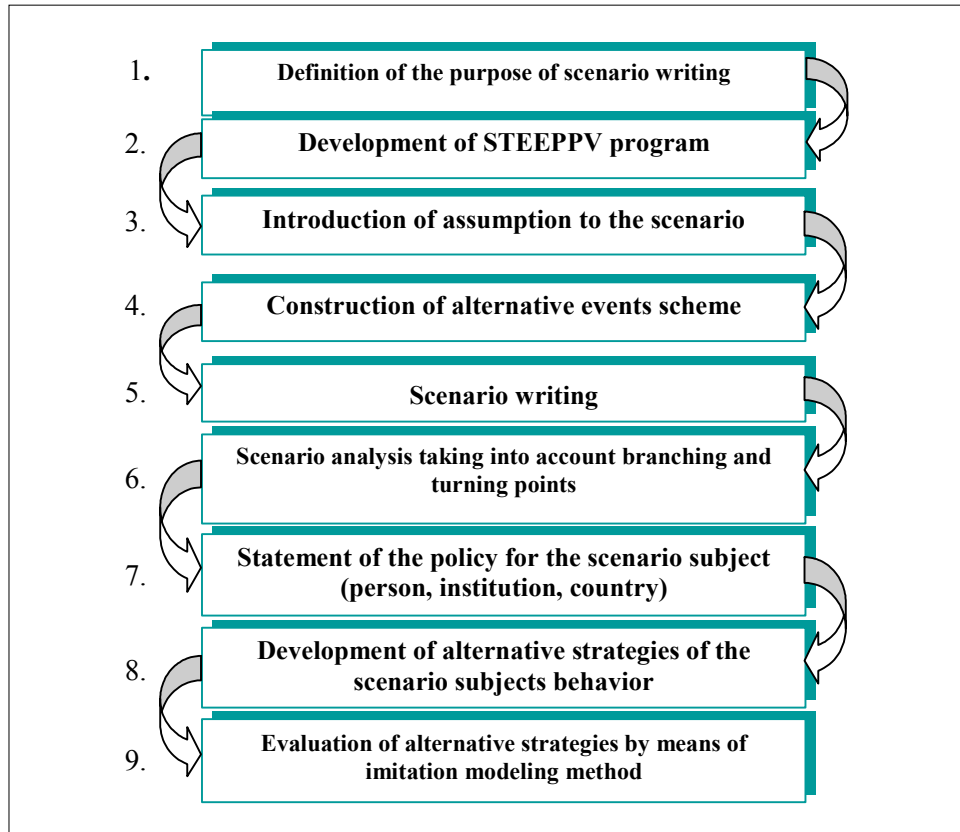 1. Definition of the purpose of scenario writing
2. Development of STEEPPV program
3. Introduction of assumption to the scenario
4. Construction of alternative events scheme
5. Scenario writing
6. Scenario analysis taking into account branching and
turning points
7. Statement of the policy for the scenario subject
(person, institution, country)
8. Development of alternative strategies of the
scenario subjects behavior
9. Evaluation of alternative strategies by means of
imitation modeling method